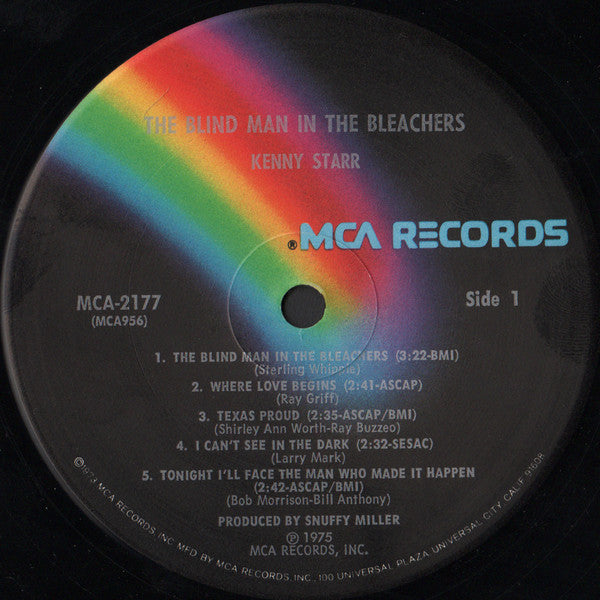 THE BLIND MAN IN THE BLEACHERS
KENNY STARR
®MCA RECORDS
MCA-2177
(MCA956)
Side 1
1. THE BLIND MAN IN THE BLEACHERS (3:22-BMI)
(Sterling Whipple)
2. WHERE LOVE BEGINS (2:41-ASCAP)
(Ray Griff)
3. TEXAS PROUD (2:35-ASCAP/BMI)
(Shirley Ann Worth-Ray Buzzeo)
4. I CAN'T SEE IN THE DARK (2:32-SESAC)
(Larry Mark)
5. TONIGHT I'LL FACE THE MAN WHO MADE IT HAPPEN
(2:42-ASCAP/BMI)
(Bob Morrison-Bill Anthony)
PRODUCED BY SNUFFY MILLER
℗ 1975
MCA RECORDS, INC.
©1973 MCA RECORDS INC MFD BY MCA RECORDS, INC., 100 UNIVERSAL PLAZA UNIVERSAL CITY, CALIF. 91608